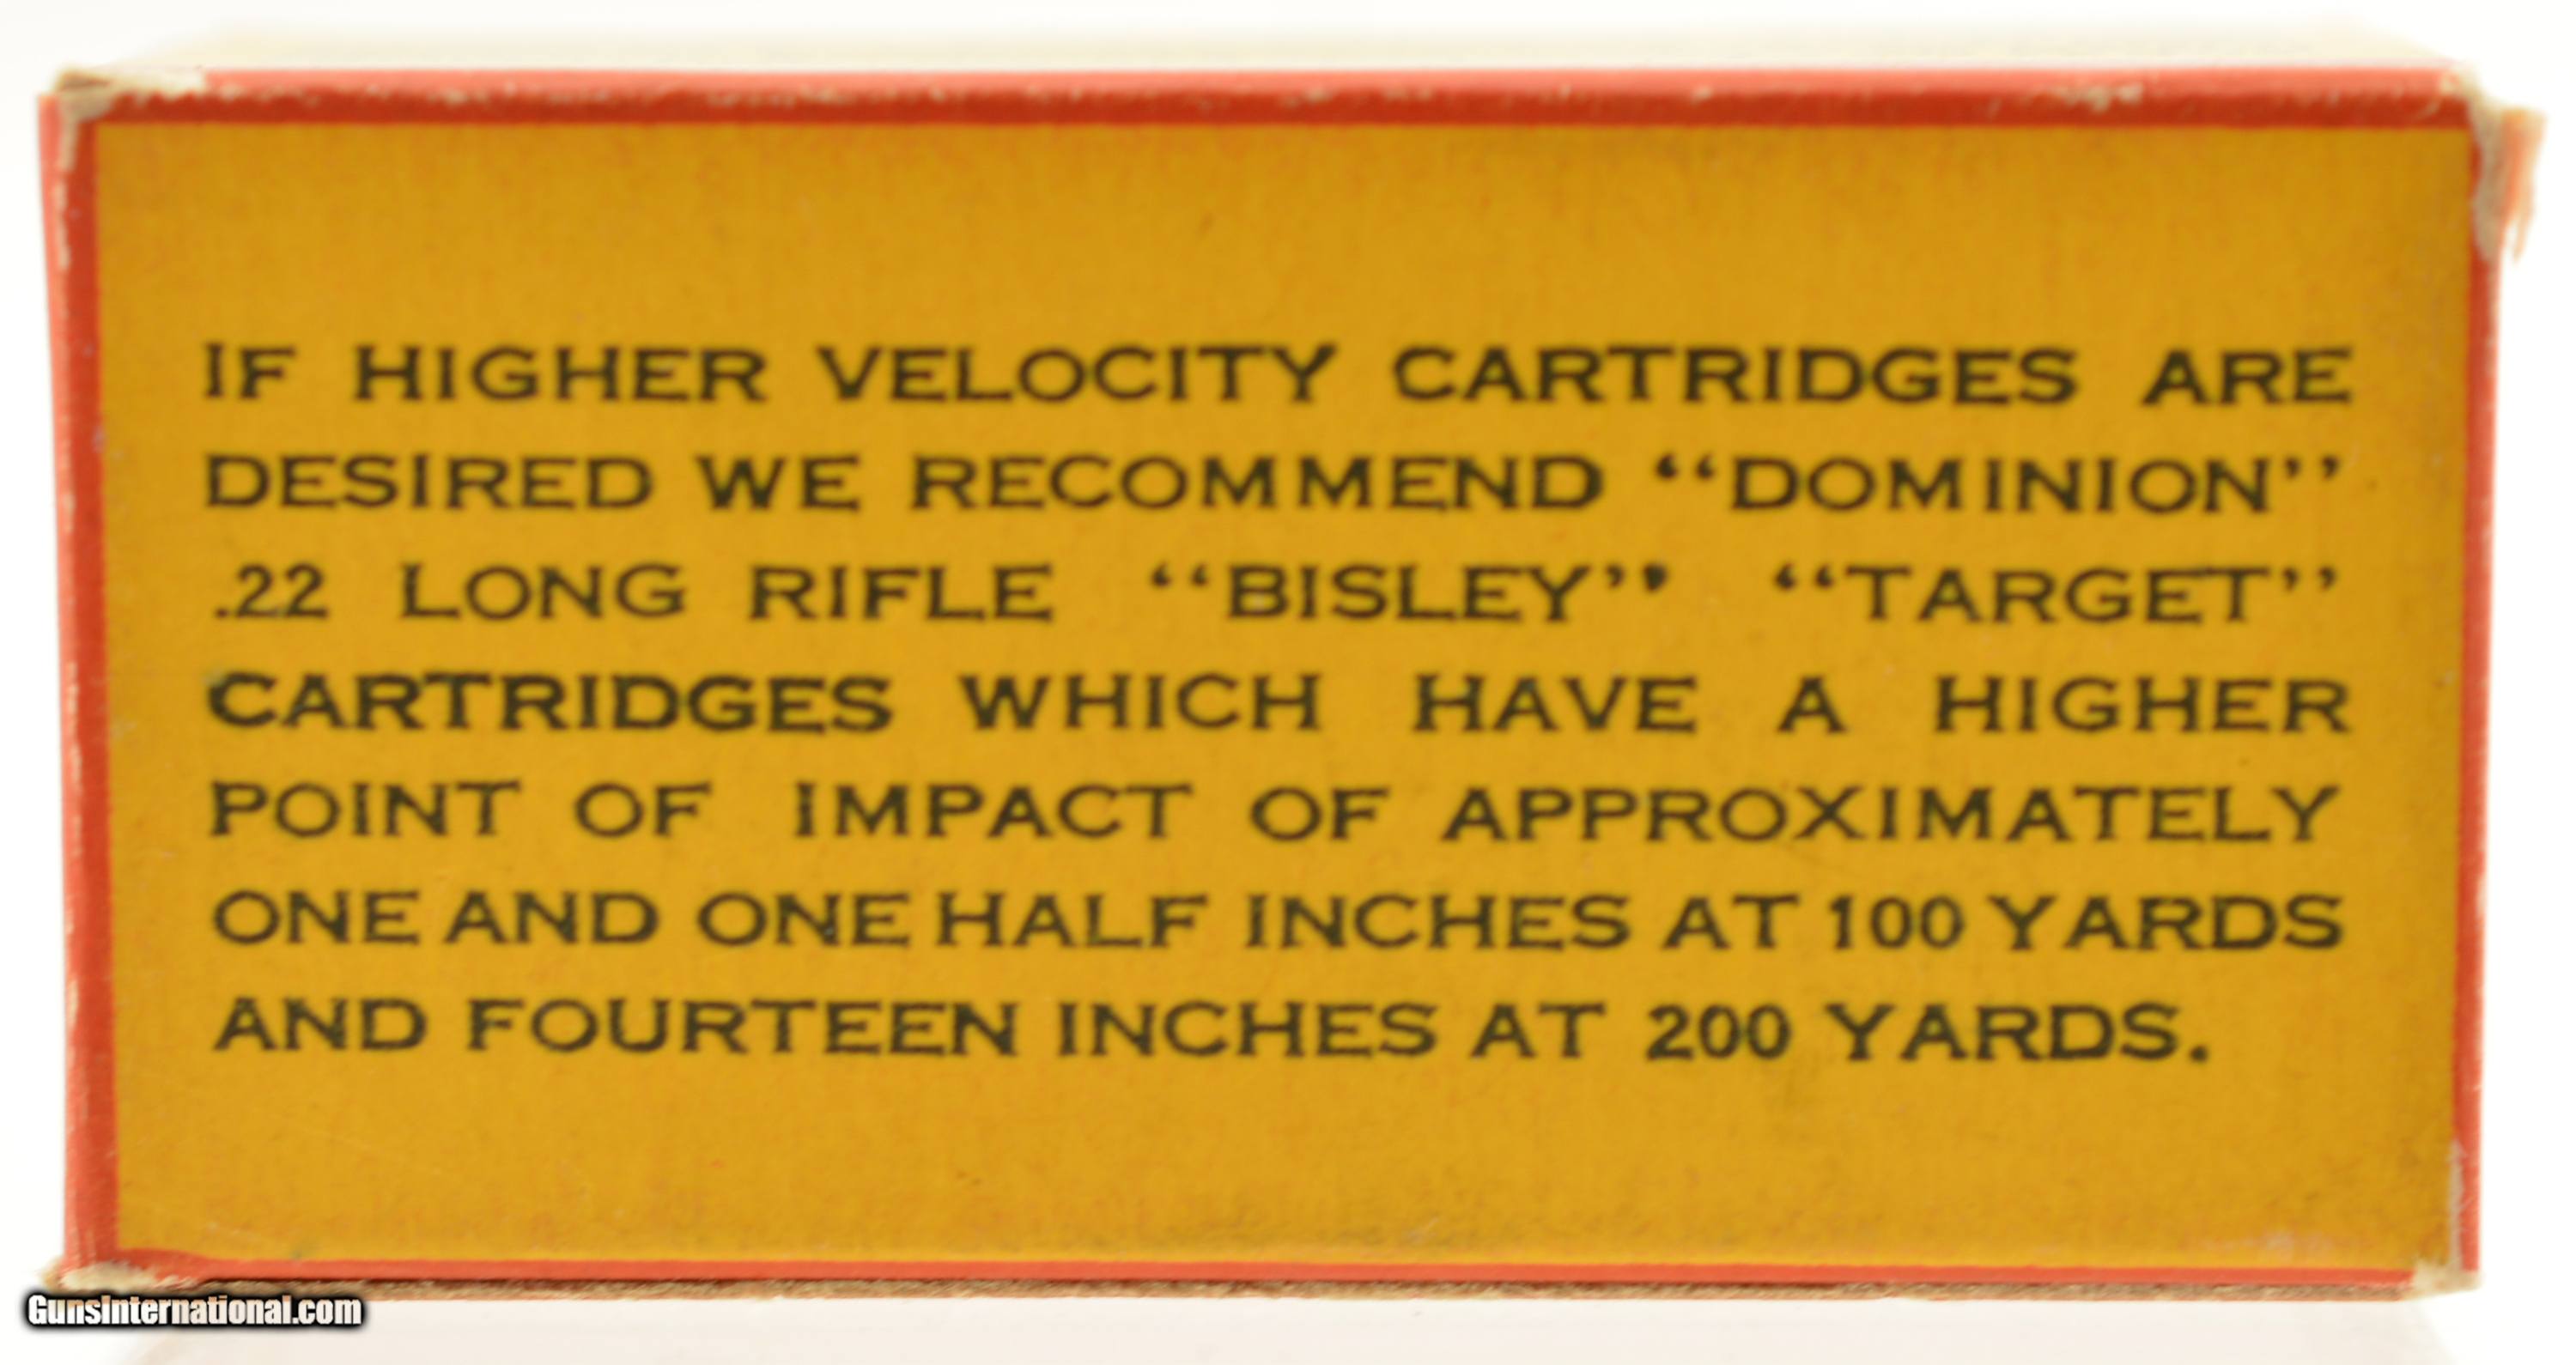 IF HIGHER VELOCITY CARTRIDGES ARE
DESIRED WE RECOMMEND “DOMINION”
.22 LONG RIFLE “BISLEY” “TARGET”
CARTRIDGES WHICH HAVE A HIGHER
POINT OF IMPACT OF APPROXIMATELY
ONE AND ONE HALF INCHES AT 100 YARDS
AND FOURTEEN INCHES AT 200 YARDS.
GunsInternational.com